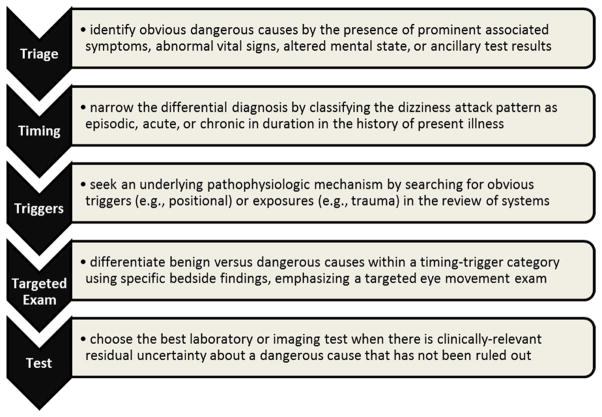 Triage
• identify obvious dangerous causes by the presence of prominent associated
symptoms, abnormal vital signs, altered mental state, or ancillary test results
Timing
• narrow the differential diagnosis by classifying the dizziness attack pattern as
episodic, acute, or chronic in duration in the history of present illness
Triggers
• seek an underlying pathophysiologic mechanism by searching for obvious
triggers (e.g., positional) or exposures (e.g., trauma) in the review of systems
Targeted
Exam
• differentiate benign versus dangerous causes within a timing-trigger category
using specific bedside findings, emphasizing a targeted eye movement exam
Test
• choose the best laboratory or imaging test when there is clinically-relevant
residual uncertainty about a dangerous cause that has not been ruled out